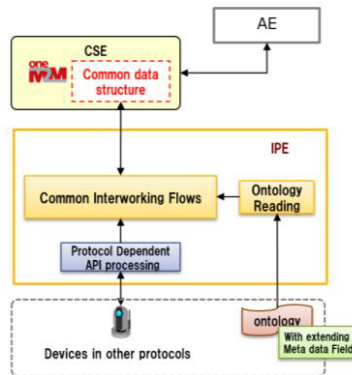 AE
CSE
one
M2M
Common data
structure
IPE
Common Interworking Flows
Ontology
Reading
Protocol Dependent
API processing
ontology
With extending
Meta data Field
Devices in other protocols